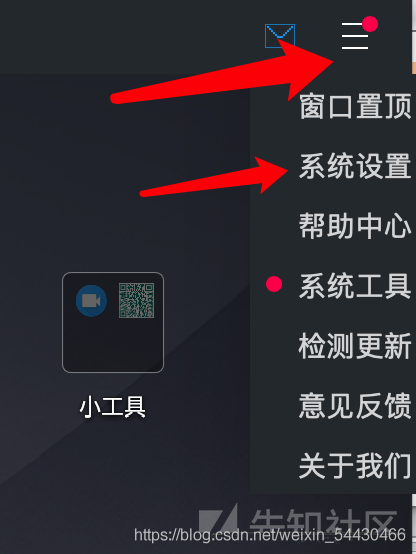 窗口置顶
系统设置
帮助中心
系统工具
小工具
检测更新
意见反馈
关于我们
先知社区
https://blog.csdn.net/weixin_54430466